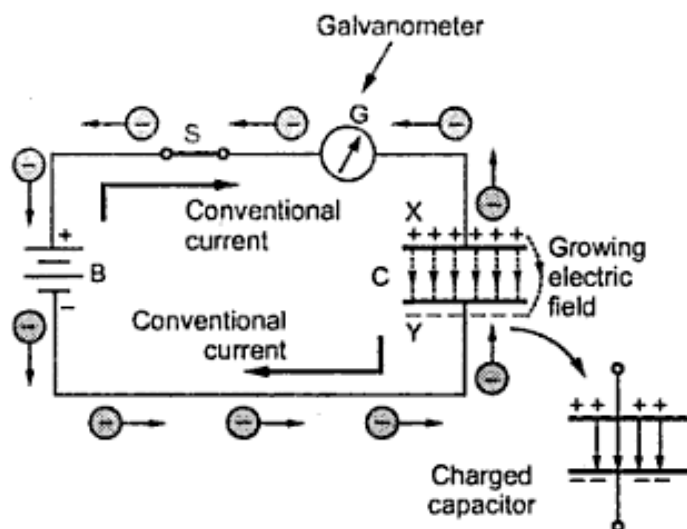 Galvanometer
G
S
Conventional
current
X
+ + + + + +
Growing
electric
field
+
B
C
−
Conventional
current
Y
+ + + +
Charged
capacitor